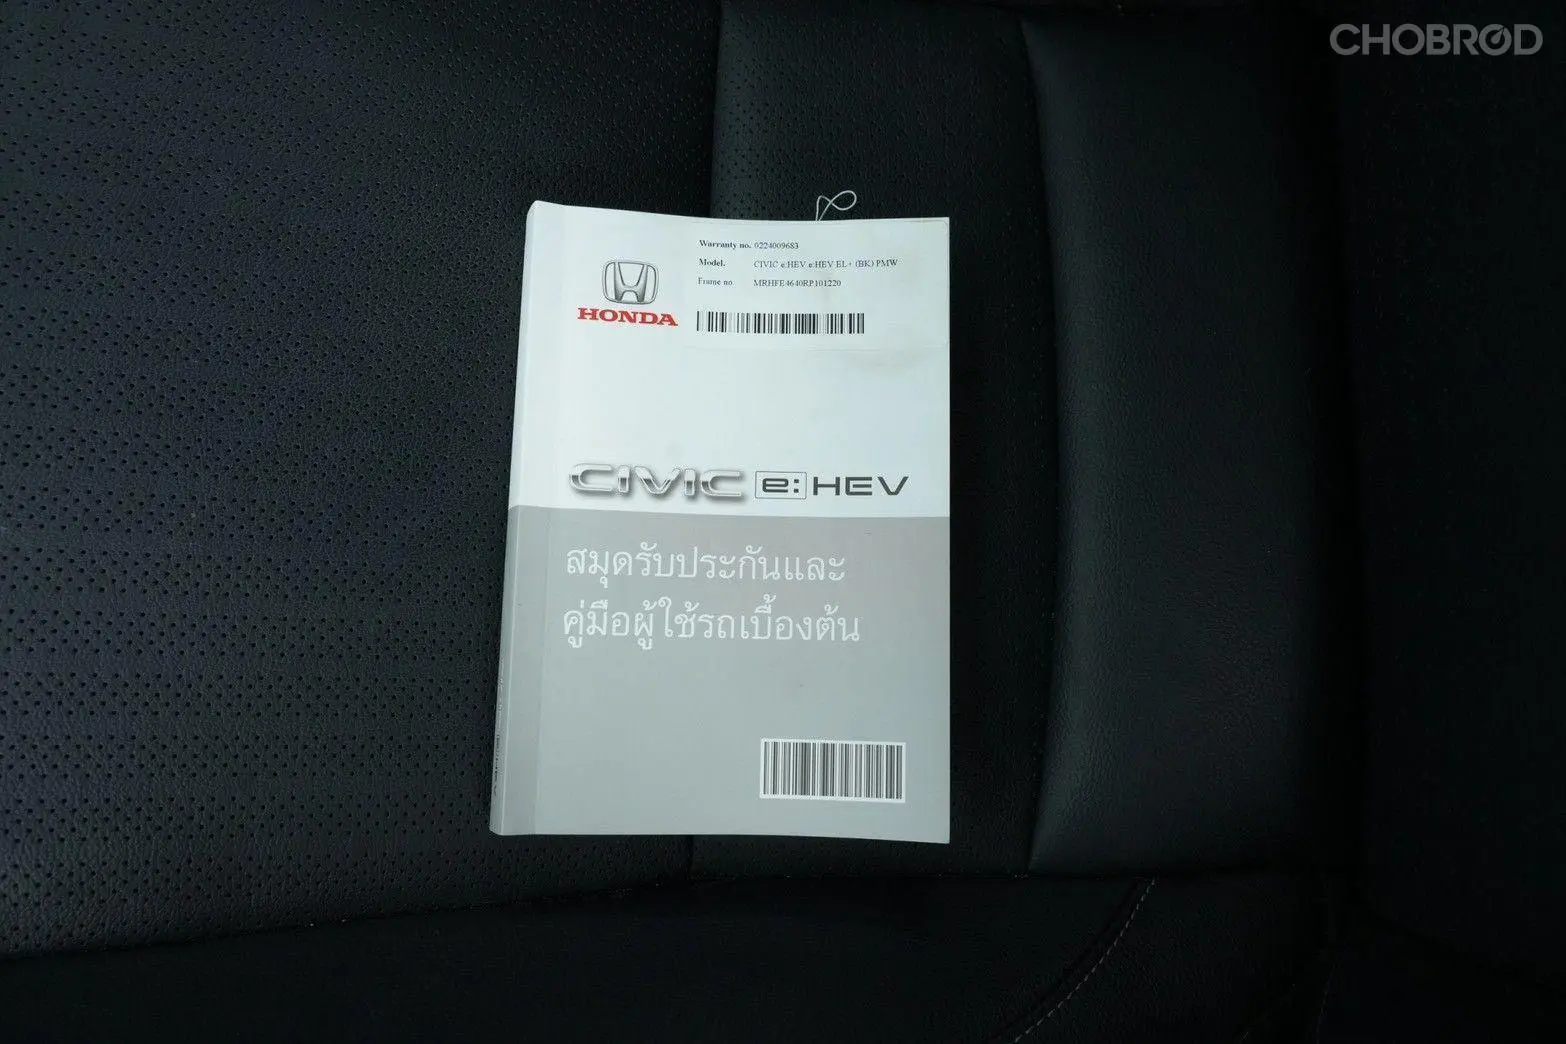 CHOBROD
Warranty no. 0224009683
Model. CIVIC e:HEV e:HEV EL+ (BK) PMW
Frame no MRHFE4640RP101220
HONDA
CIVIC e:HEV
สมุดรับประกันและ
คู่มือผู้ใช้รถเบื้องต้น